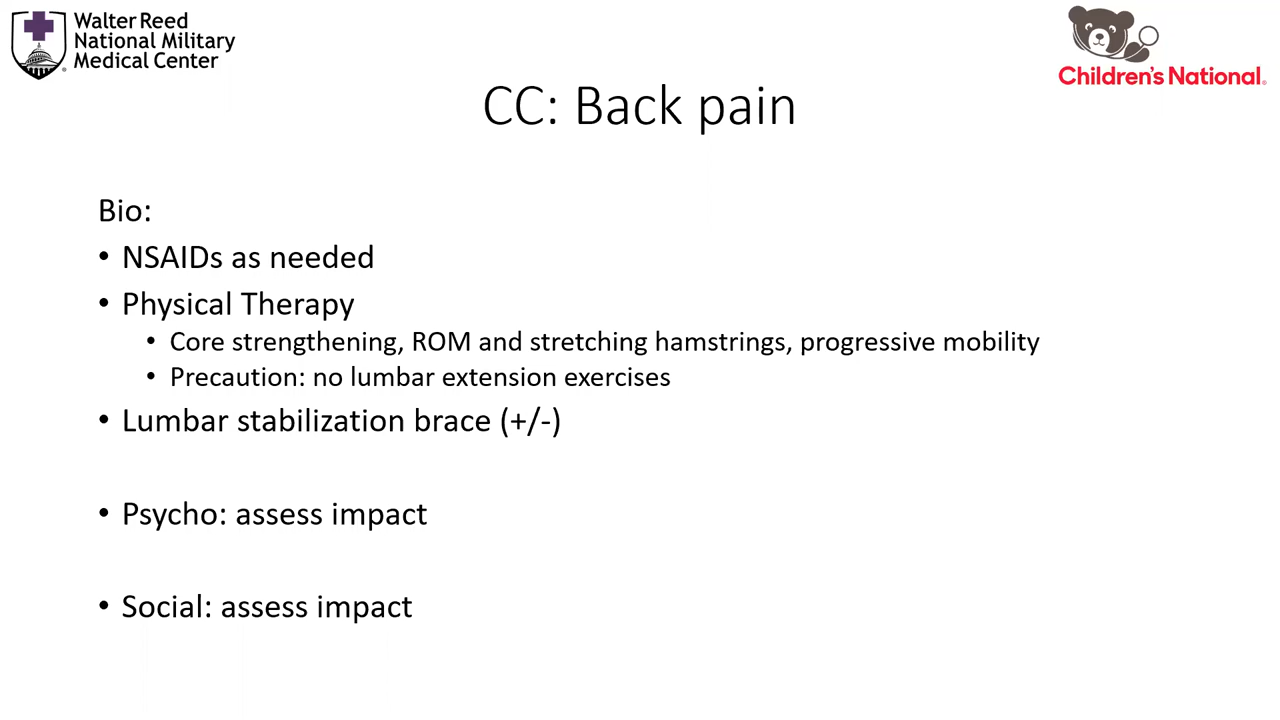 Walter Reed
National Military
Medical Center
Children's National.
CC: Back pain
Bio:
• NSAIDs as needed
• Physical Therapy
• Core strengthening, ROM and stretching hamstrings, progressive mobility
• Precaution: no lumbar extension exercises
• Lumbar stabilization brace (+/-)
• Psycho: assess impact
• Social: assess impact